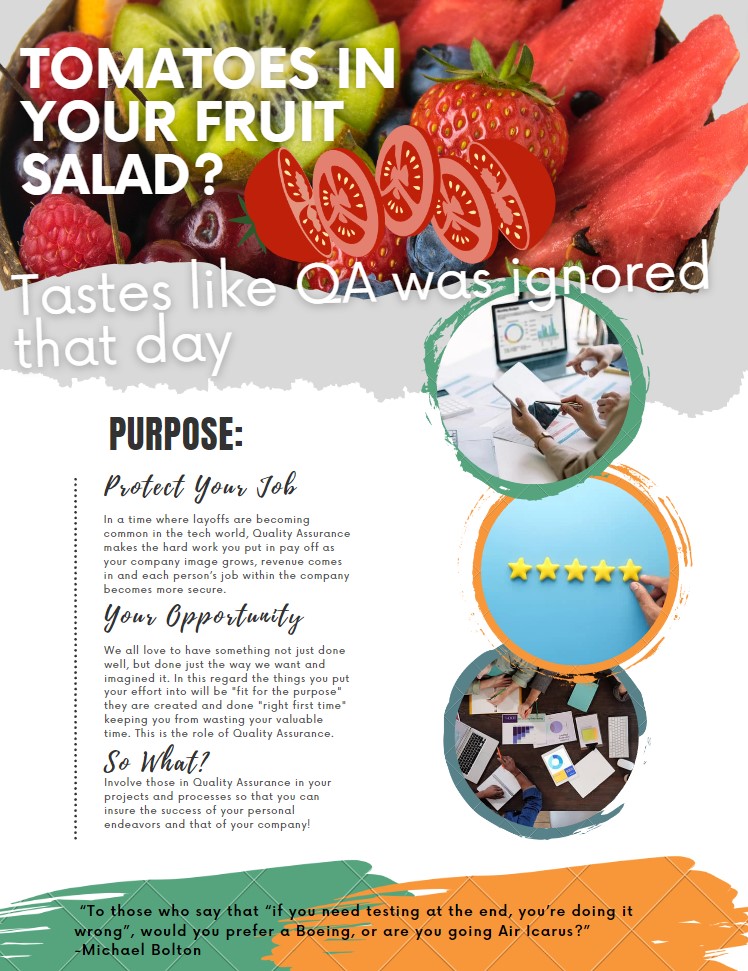 TOMATOES IN
YOUR FRUIT
SALAD?
Tastes like QA was ignored
that day
PURPOSE:
Protect Your Job
In a time where layoffs are becoming
common in the tech world, Quality Assurance
makes the hard work you put in pay off as
your company image grows, revenue comes
in and each person's job within the company
becomes more secure.
Your Opportunity
We all love to have something not just done
well, but done just the way we want and
imagined it. In this regard the things you put
your effort into will be "fit for the purpose"
they are created and done "right first time"
keeping you from wasting your valuable
time. This is the role of Quality Assurance.
So What?
Involve those in Quality Assurance in your
projects and processes so that you can
insure the success of your personal
endeavors and that of your company!
“To those who say that “if you need testing at the end, you’re doing it
wrong”, would you prefer a Boeing, or are you going Air Icarus?”
-Michael Bolton